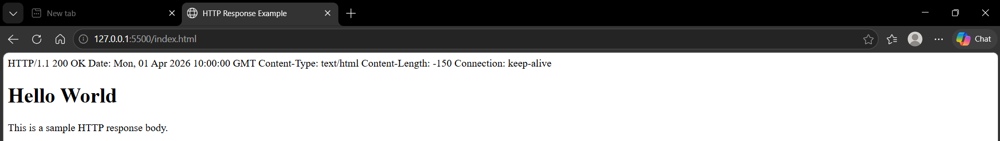 New tab
HTTP Response Example
127.0.0.1:5500/index.html
Chat
HTTP/1.1 200 OK Date: Mon, 01 Apr 2026 10:00:00 GMT Content-Type: text/html Content-Length: -150 Connection: keep-alive
Hello World
This is a sample HTTP response body.